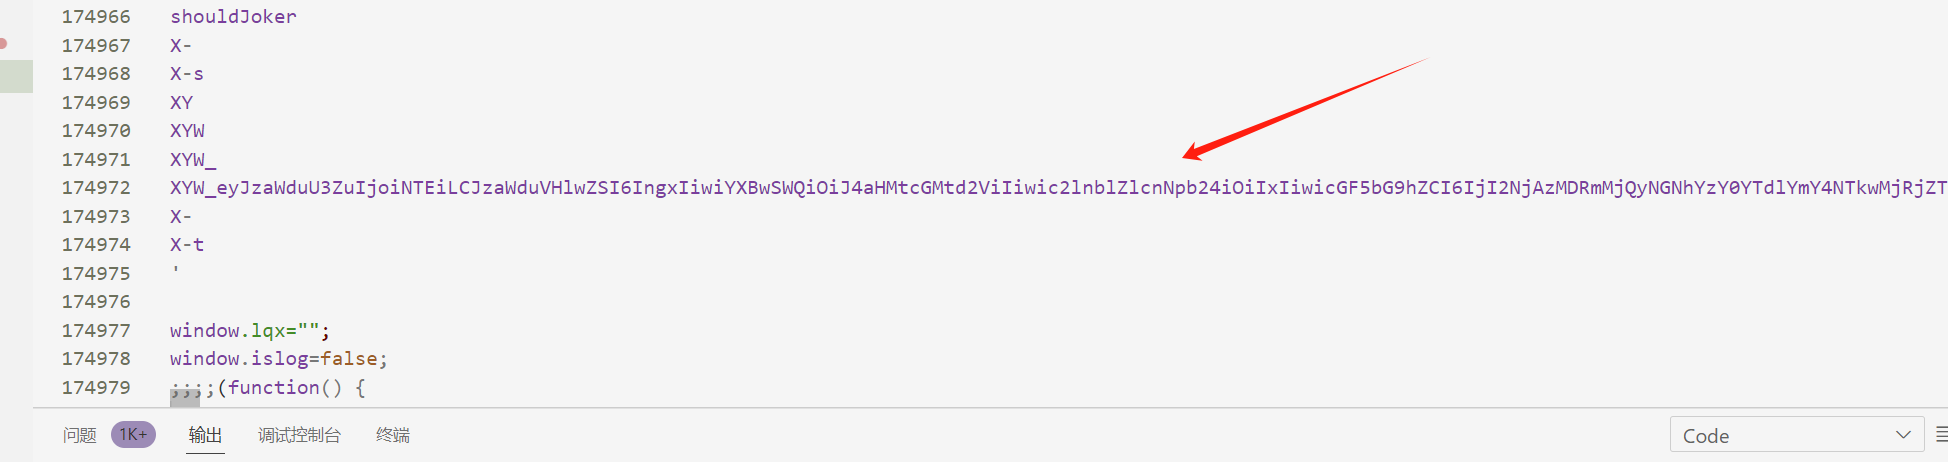 174966 shouldJoker
174967 X-
174968 X-s
174969 XY
174970 XYW
174971 XYW_
174972 XYW_eyJzaWduU3ZuIjoiNTEiLCJzaWduVHlwZSI6IngxIiwiYXBwSWQiOiJ4aHMtcGMtd2ViIiwic2lnblZlcnNpb24iOiIxIiwicGF5bG9hZCI6IjI2NjAzMDRmMjQyNGNhYzY0YTdlYmY4NTkwMjRjZT
174973 X-
174974 X-t
174975 '
174976
174977 window.lqx="";
174978 window.islog=false;
174979 ;;;;(function() {
问题 1K+ 输出 调试控制台 终端 Code